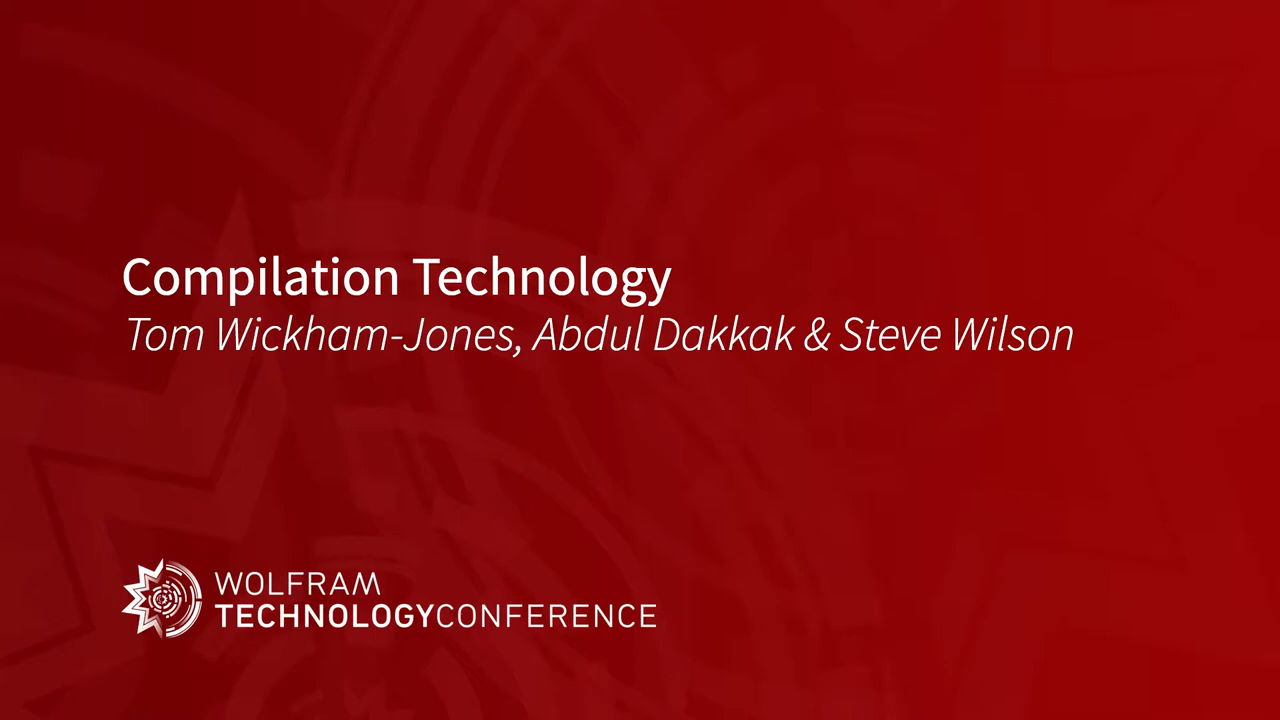 Compilation Technology
Tom Wickham-Jones, Abdul Dakkak & Steve Wilson
WOLFRAM
TECHNOLOGYCONFERENCE